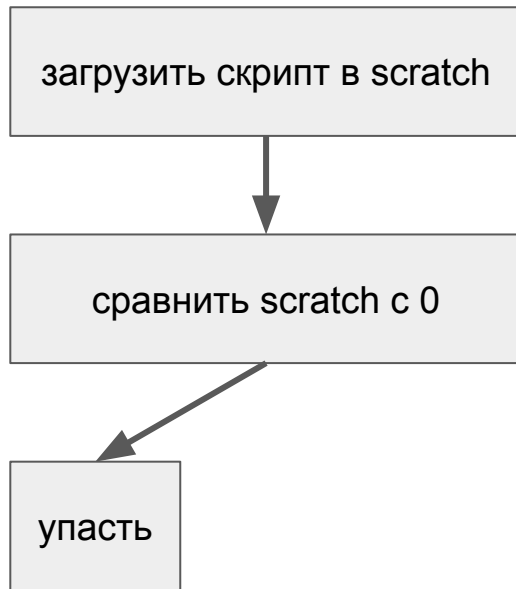 загрузить скрипт в scratch
сравнить scratch с 0
упасть